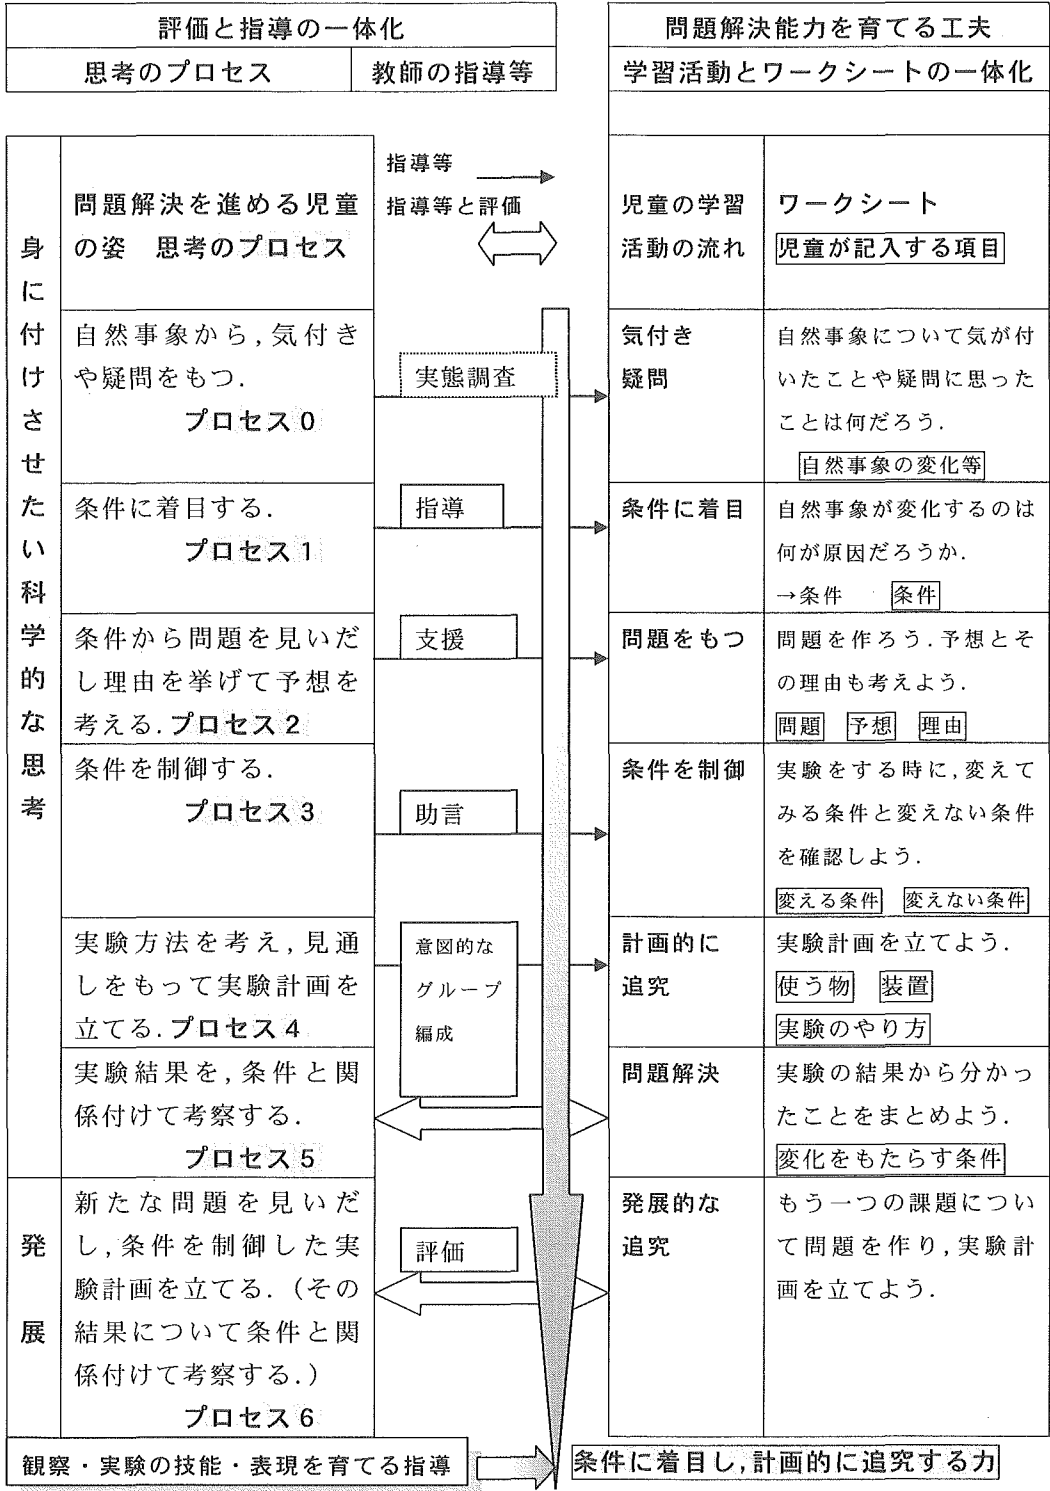 評価と指導の一体化
思考のプロセス
教師の指導等
問題解決能力を育てる工夫
学習活動とワークシートの一体化
身に付けさせたい科学的な思考
問題解決を進める児童
の姿 思考のプロセス
指導等
指導等と評価
児童の学習
活動の流れ
ワークシート
児童が記入する項目
自然事象から,気付き
や疑問をもつ.
プロセス0
実態調査
気付き
疑問
自然事象について気が付
いたことや疑問に思った
ことは何だろう.
自然事象の変化等
条件に着目する.
プロセス1
指導
条件に着目
自然事象が変化するのは
何が原因だろうか.
→条件 条件
条件から問題を見いだ
し理由を挙げて予想を
考える.プロセス2
支援
問題をもつ
問題を作ろう.予想とそ
の理由も考えよう.
問題 予想 理由
条件を制御する.
プロセス3
助言
条件を制御
実験をする時に,変えて
みる条件と変えない条件
を確認しよう.
変える条件 変えない条件
実験方法を考え,見通
しをもって実験計画を
立てる.プロセス4
意図的な
グループ
編成
計画的に
追究
実験計画を立てよう.
使う物 装置
実験のやり方
実験結果を,条件と関
係付けて考察する.
プロセス5
問題解決
実験の結果から分かっ
たことをまとめよう.
変化をもたらす条件
発展
新たな問題を見いだ
し,条件を制御した実
験計画を立てる.(その
結果について条件と関
係付けて考察する.)
プロセス6
評価
発展的な
追究
もう一つの課題につい
て問題を作り,実験計
画を立てよう.
観察・実験の技能・表現を育てる指導
条件に着目し,計画的に追究する力